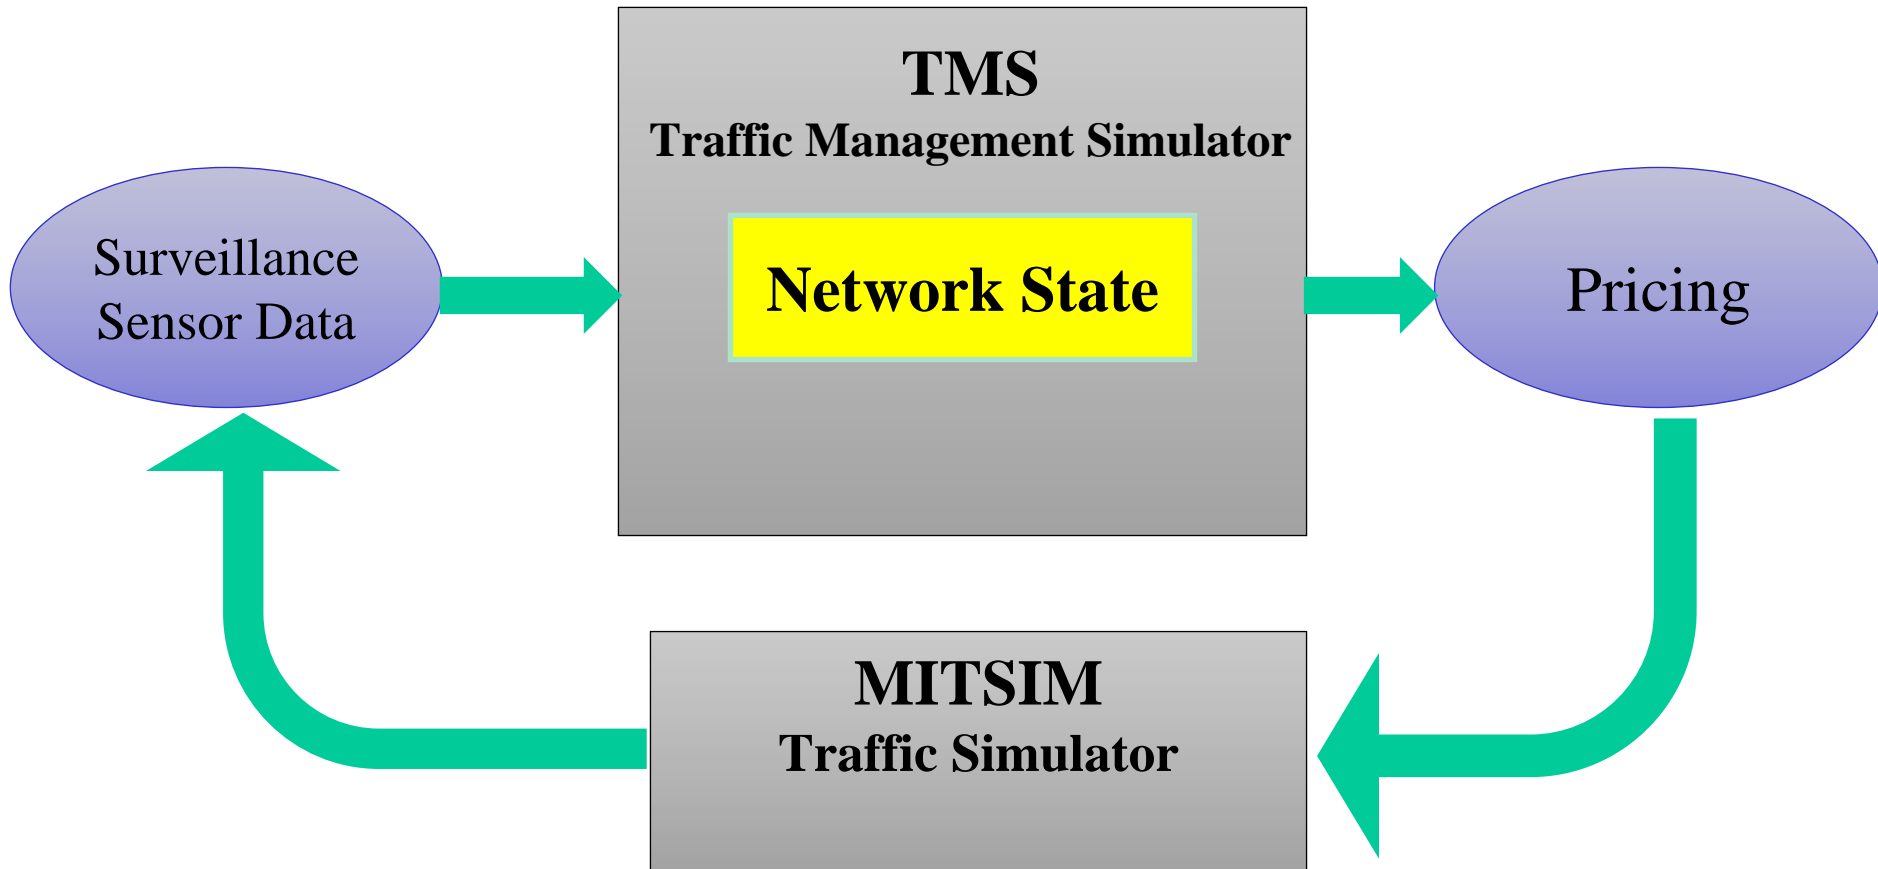 TMS
Traffic Management Simulator
Surveillance
Sensor Data
Network State
Pricing
MITSIM
Traffic Simulator